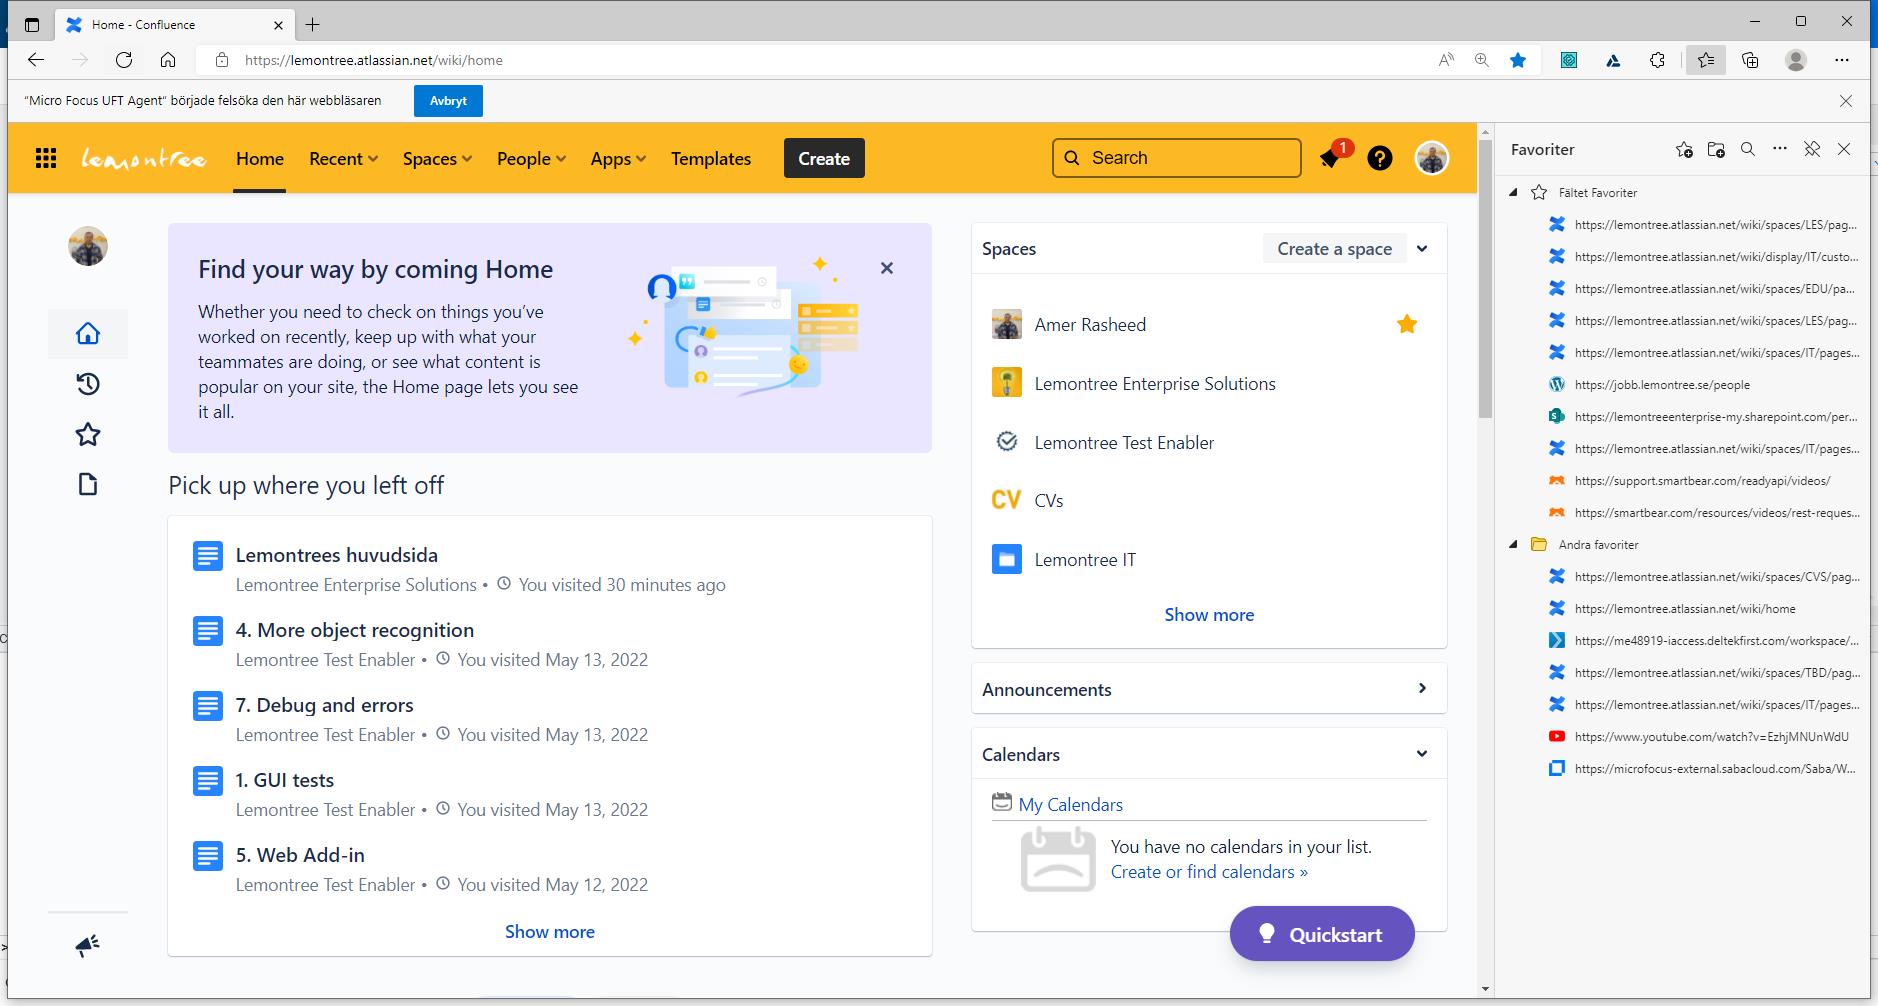 Home - Confluence
https://lemontree.atlassian.net/wiki/home
"Micro Focus UFT Agent" började felsöka den här webbläsaren
Avbryt
lemontree
Home
Recent
Spaces
People
Apps
Templates
Create
Search
1
Find your way by coming Home
Whether you need to check on things you've
worked on recently, keep up with what your
teammates are doing, or see what content is
popular on your site, the Home page lets you see
it all.
Pick up where you left off
Lemontrees huvudsida
Lemontree Enterprise Solutions • You visited 30 minutes ago
4. More object recognition
Lemontree Test Enabler • You visited May 13, 2022
7. Debug and errors
Lemontree Test Enabler • You visited May 13, 2022
1. GUI tests
Lemontree Test Enabler • You visited May 13, 2022
5. Web Add-in
Lemontree Test Enabler • You visited May 12, 2022
Show more
Spaces
Create a space
Amer Rasheed
Lemontree Enterprise Solutions
Lemontree Test Enabler
CV CVs
Lemontree IT
Show more
Announcements
Calendars
My Calendars
You have no calendars in your list.
Create or find calendars »
Quickstart
Favoriter
Fältet Favoriter
https://lemontree.atlassian.net/wiki/spaces/LES/pag...
https://lemontree.atlassian.net/wiki/display/IT/custo...
https://lemontree.atlassian.net/wiki/spaces/EDU/pa...
https://lemontree.atlassian.net/wiki/spaces/LES/pag...
https://lemontree.atlassian.net/wiki/spaces/IT/pages...
https://jobb.lemontree.se/people
https://lemontreeenterprise-my.sharepoint.com/per...
https://lemontree.atlassian.net/wiki/spaces/IT/pages...
https://support.smartbear.com/readyapi/videos/
https://smartbear.com/resources/videos/rest-reques...
Andra favoriter
https://lemontree.atlassian.net/wiki/spaces/CVS/pag...
https://lemontree.atlassian.net/wiki/home
https://me48919-iaccess.deltekfirst.com/workspace/...
https://lemontree.atlassian.net/wiki/spaces/TBD/pag...
https://lemontree.atlassian.net/wiki/spaces/IT/pages...
https://www.youtube.com/watch?v=EzhjMNUnWdU
https://microfocus-external.sabacloud.com/Saba/W...